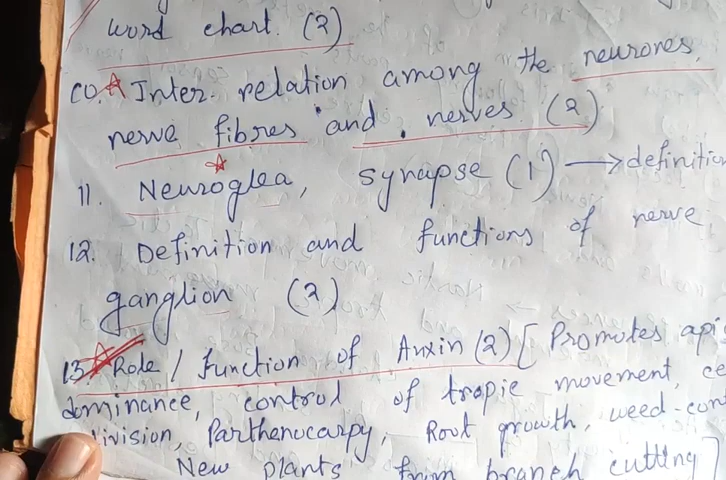 word chart. (2)
10. Inter-relation among the neurones
nerve fibres and nerves (2)
11. Neuroglea, synapse (1) → definition
12. Definition and functions of nerve
ganglion (2)
13. Role / Function of Auxin (2) [Promotes api
dominance, control of tropic movement, ce
division, Parthenocarpy, Root growth, weed-con
New plants from branch cutting]